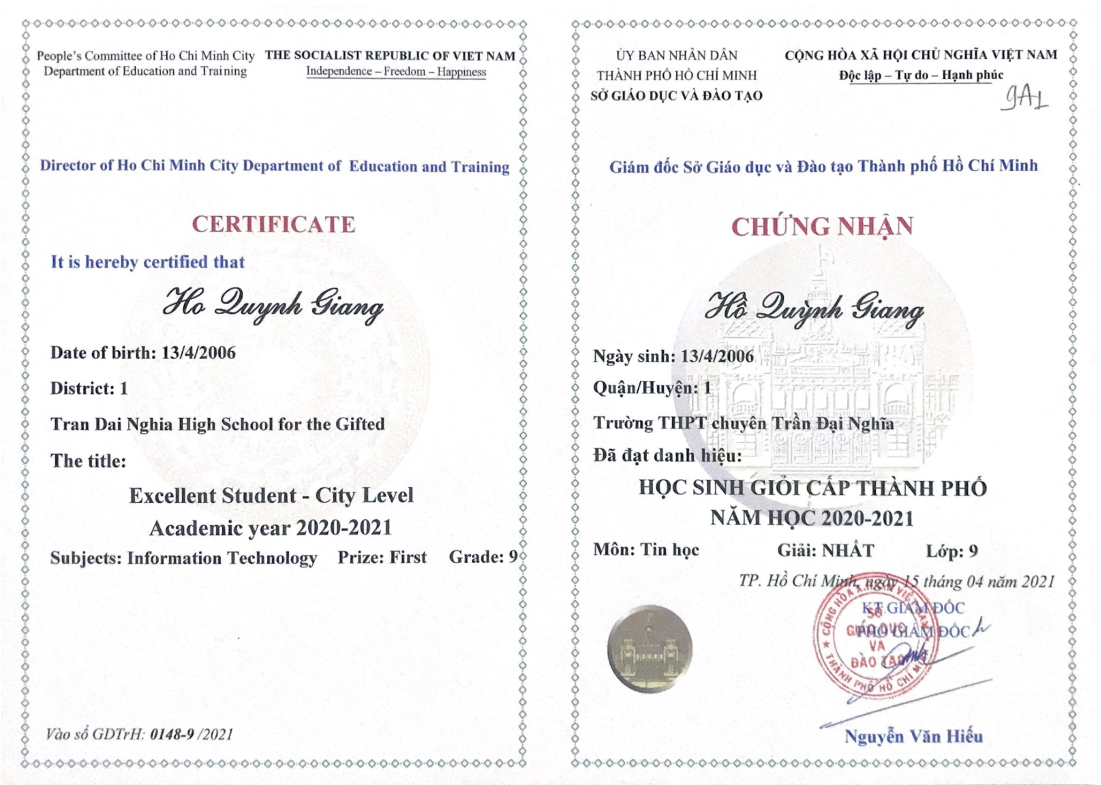 People's Committee of Ho Chi Minh City
Department of Education and Training
THE SOCIALIST REPUBLIC OF VIET NAM
Independence – Freedom – Happiness
Director of Ho Chi Minh City Department of Education and Training
CERTIFICATE
It is hereby certified that
Ho Quynh Giang
Date of birth: 13/4/2006
District: 1
Tran Dai Nghia High School for the Gifted
The title:
Excellent Student - City Level
Academic year 2020-2021
Subjects: Information Technology Prize: First Grade: 9
Vào sổ GDTrH: 0148-9 /2021
ỦY BAN NHÂN DÂN
THÀNH PHỐ HỒ CHÍ MINH
SỞ GIÁO DỤC VÀ ĐÀO TẠO
CỘNG HÒA XÃ HỘI CHỦ NGHĨA VIỆT NAM
Độc lập – Tự do – Hạnh phúc
9A1
Giám đốc Sở Giáo dục và Đào tạo Thành phố Hồ Chí Minh
CHỨNG NHẬN
Hồ Quỳnh Giang
Ngày sinh: 13/4/2006
Quận/Huyện: 1
Trường THPT chuyên Trần Đại Nghĩa
Đã đạt danh hiệu:
HỌC SINH GIỎI CẤP THÀNH PHỐ
NĂM HỌC 2020-2021
Môn: Tin học Giải: NHẤT Lớp: 9
TP. Hồ Chí Minh, ngày 15 tháng 04 năm 2021
KT GIÁM ĐỐC
PHÓ GIÁM ĐỐC
SỞ
GIÁO DỤC
VÀ
ĐÀO TẠO
THÀNH PHỐ HỒ CHÍ MINH
Nguyễn Văn Hiếu